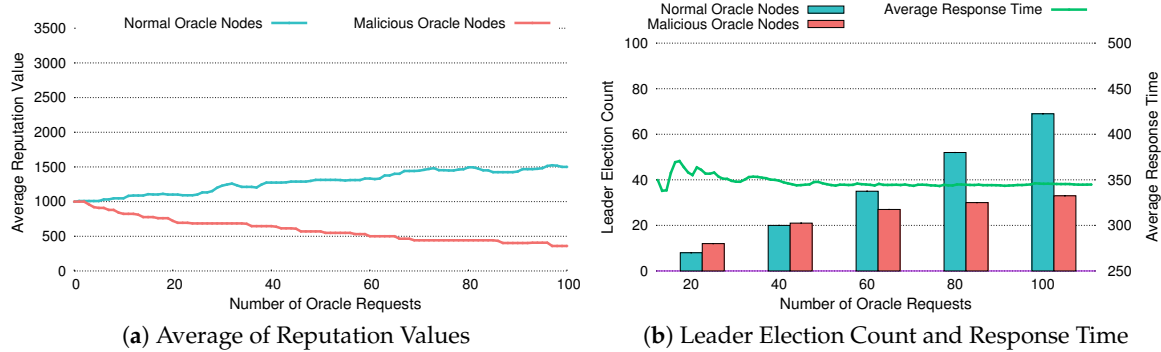 Normal Oracle Nodes
Malicious Oracle Nodes
Average Reputation Value
3500
3000
2500
2000
1500
1000
500
0
0
20
40
60
80
100
Number of Oracle Requests
(a) Average of Reputation Values
Normal Oracle Nodes
Malicious Oracle Nodes
Average Response Time
Leader Election Count
100
80
60
40
20
0
500
450
400
350
300
250
Average Response Time
20
40
60
80
100
Number of Oracle Requests
(b) Leader Election Count and Response Time